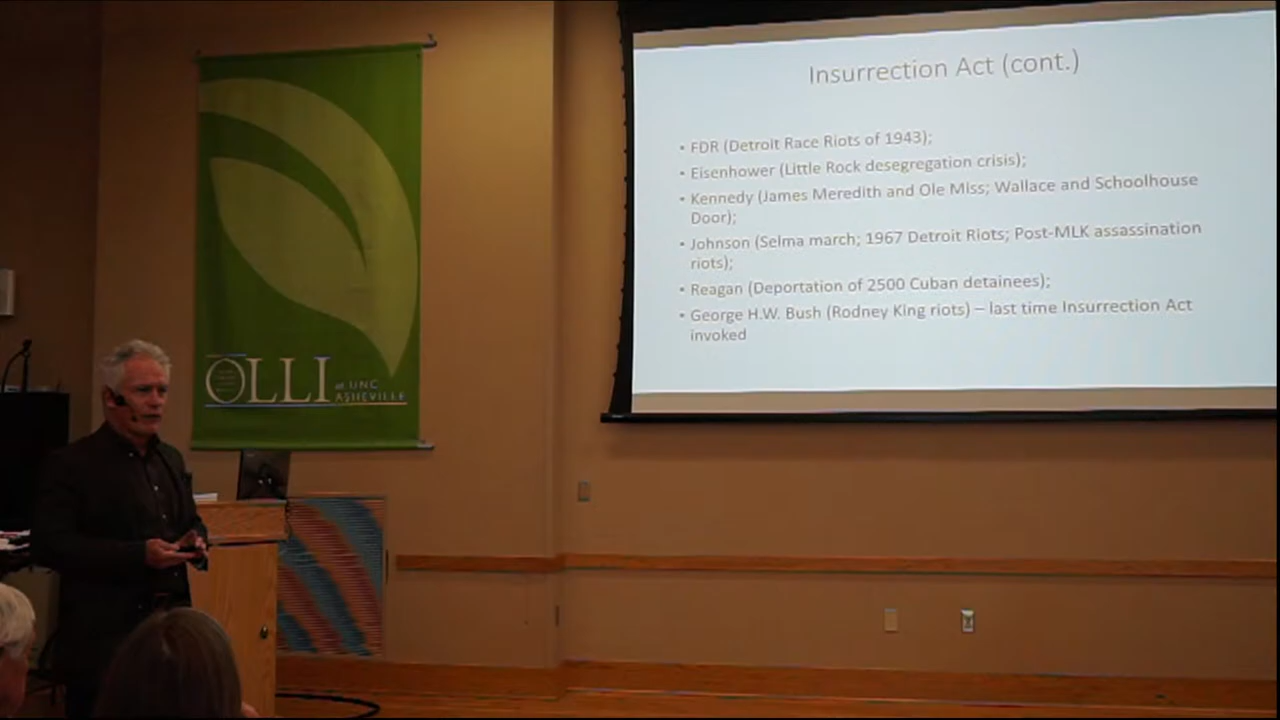 Insurrection Act (cont.)
• FDR (Detroit Race Riots of 1943);
• Eisenhower (Little Rock desegregation crisis);
• Kennedy (James Meredith and Ole Miss; Wallace and Schoolhouse
Door);
• Johnson (Selma march; 1967 Detroit Riots; Post-MLK assassination
riots);
• Reagan (Deportation of 2500 Cuban detainees);
• George H.W. Bush (Rodney King riots) – last time Insurrection Act
invoked
OLLI
at UNC
ASHEVILLE